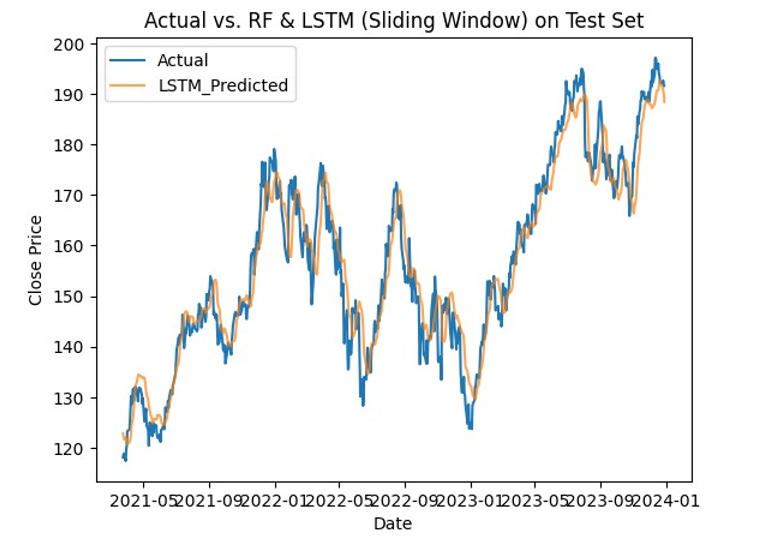 Actual vs. RF & LSTM (Sliding Window) on Test Set
Actual
LSTM_Predicted
200
190
180
170
160
150
140
130
120
Close Price
2021-05 2021-09 2022-01 2022-05 2022-09 2023-01 2023-05 2023-09 2024-01
Date